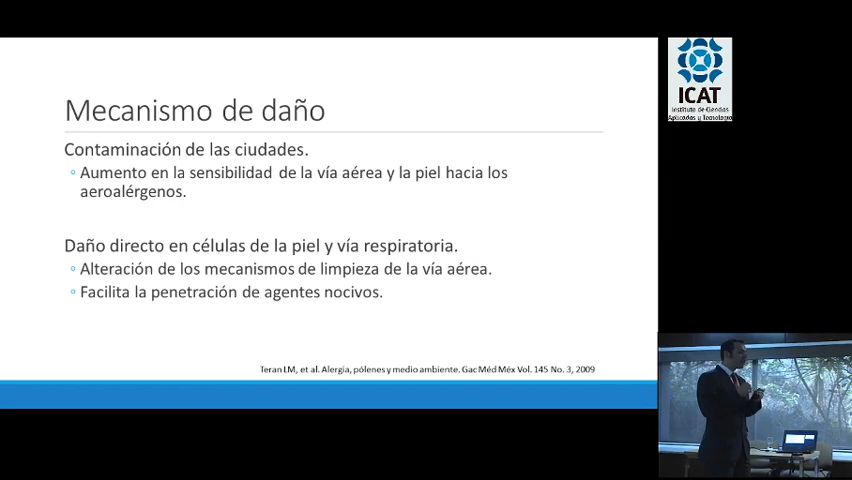 Mecanismo de daño
Contaminación de las ciudades.
Aumento en la sensibilidad de la vía aérea y la piel hacia los
aeroalérgenos.
Daño directo en células de la piel y vía respiratoria.
Alteración de los mecanismos de limpieza de la vía aérea.
Facilita la penetración de agentes nocivos.
Teran LM, et al. Alergia, pólenes y medio ambiente. Gac Méd Méx Vol. 145 No. 3, 2009
ICAT
Instituto de Ciencias
Aplicadas y Tecnología